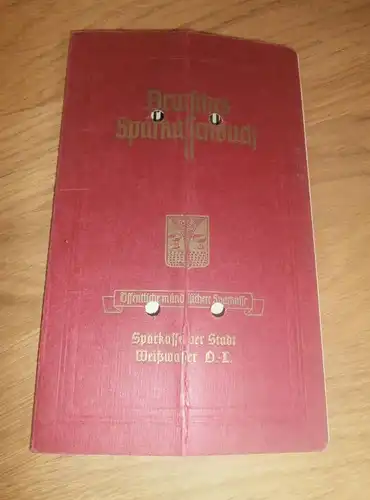 Deutsches
Sparkassenbuch
Öffentliche mündelsichere Sparkasse
Sparkasse der Stadt
Weißwasser O.-L.